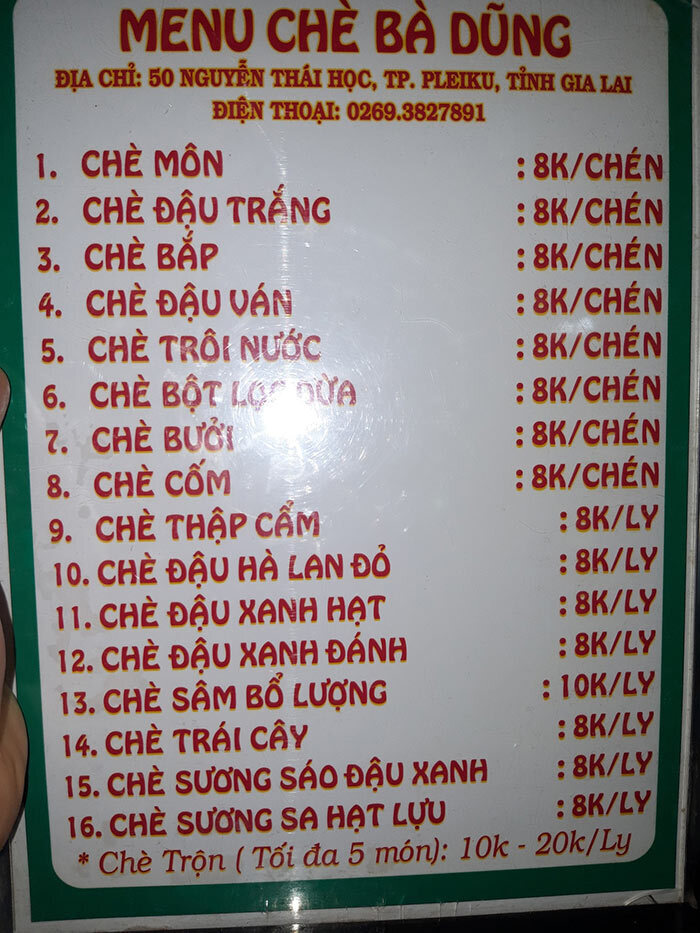 MENU CHÈ BÀ DŨNG
ĐỊA CHỈ: 50 NGUYỄN THÁI HỌC, TP. PLEIKU, TỈNH GIA LAI
ĐIỆN THOẠI: 0269.3827891
1. CHÈ MÔN : 8K/CHÉN
2. CHÈ ĐẬU TRẮNG : 8K/CHÉN
3. CHÈ BẮP : 8K/CHÉN
4. CHÈ ĐẬU VÁN : 8K/CHÉN
5. CHÈ TRÔI NƯỚC : 8K/CHÉN
6. CHÈ BỘT LỌC DỪA : 8K/CHÉN
7. CHÈ BƯỞI : 8K/CHÉN
8. CHÈ CỐM : 8K/CHÉN
9. CHÈ THẬP CẨM : 8K/LY
10. CHÈ ĐẬU HÀ LAN ĐỎ : 8K/LY
11. CHÈ ĐẬU XANH HẠT : 8K/LY
12. CHÈ ĐẬU XANH ĐÁNH : 8K/LY
13. CHÈ SÂM BỔ LƯỢNG : 10K/LY
14. CHÈ TRÁI CÂY : 8K/LY
15. CHÈ SƯƠNG SÁO ĐẬU XANH : 8K/LY
16. CHÈ SƯƠNG SA HẠT LỰU : 8K/LY
* Chè Trộn ( Tối đa 5 món): 10k - 20k/Ly